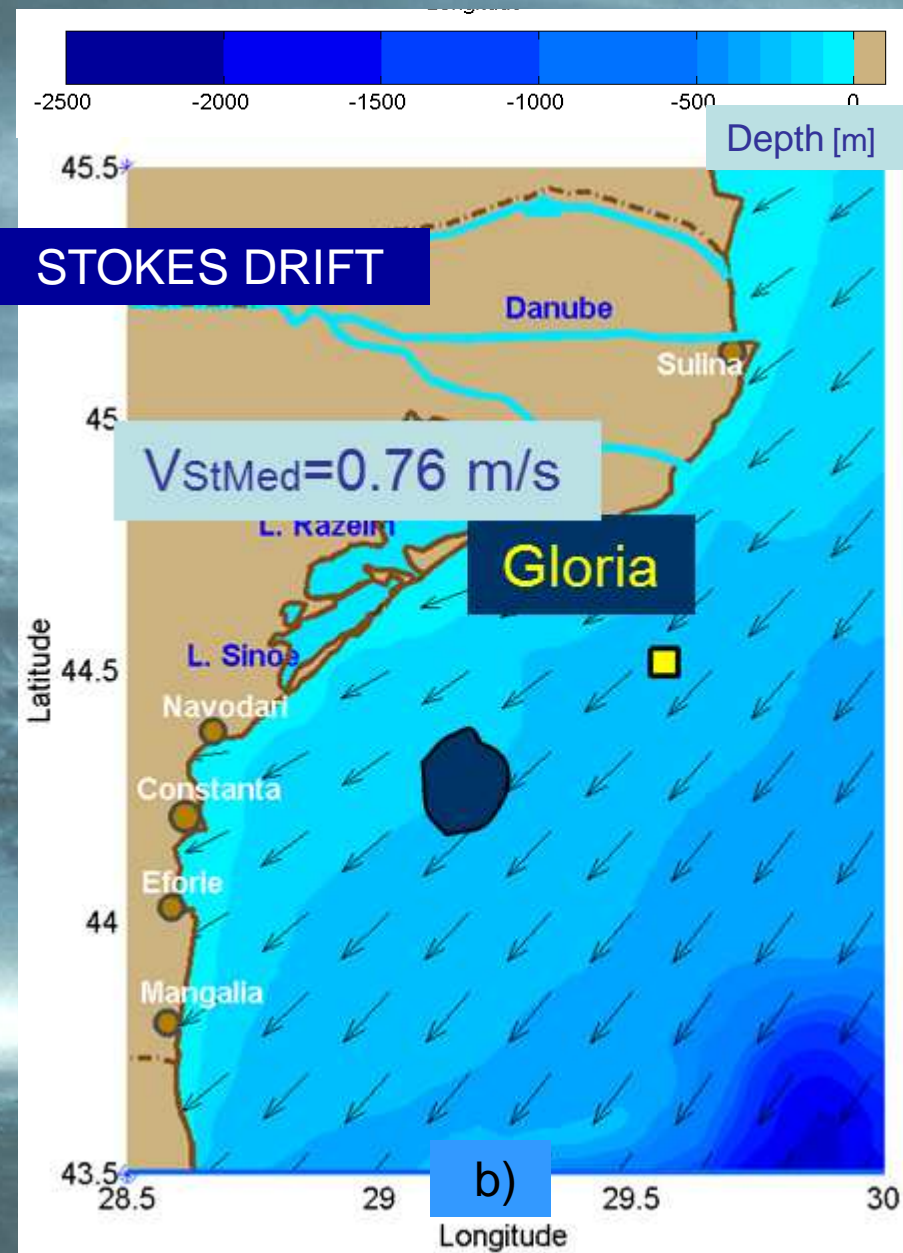 Longitude
-2500 -2000 -1500 -1000 -500 0
Depth [m]
45.5
STOKES DRIFT
Danube
Sulina
45
VStMed=0.76 m/s
L. Razelm
Gloria
Latitude
L. Sinoe
44.5
Navodari
Constanta
Eforie
44
Mangalia
43.5
b)
28.5 29 29.5 30
Longitude